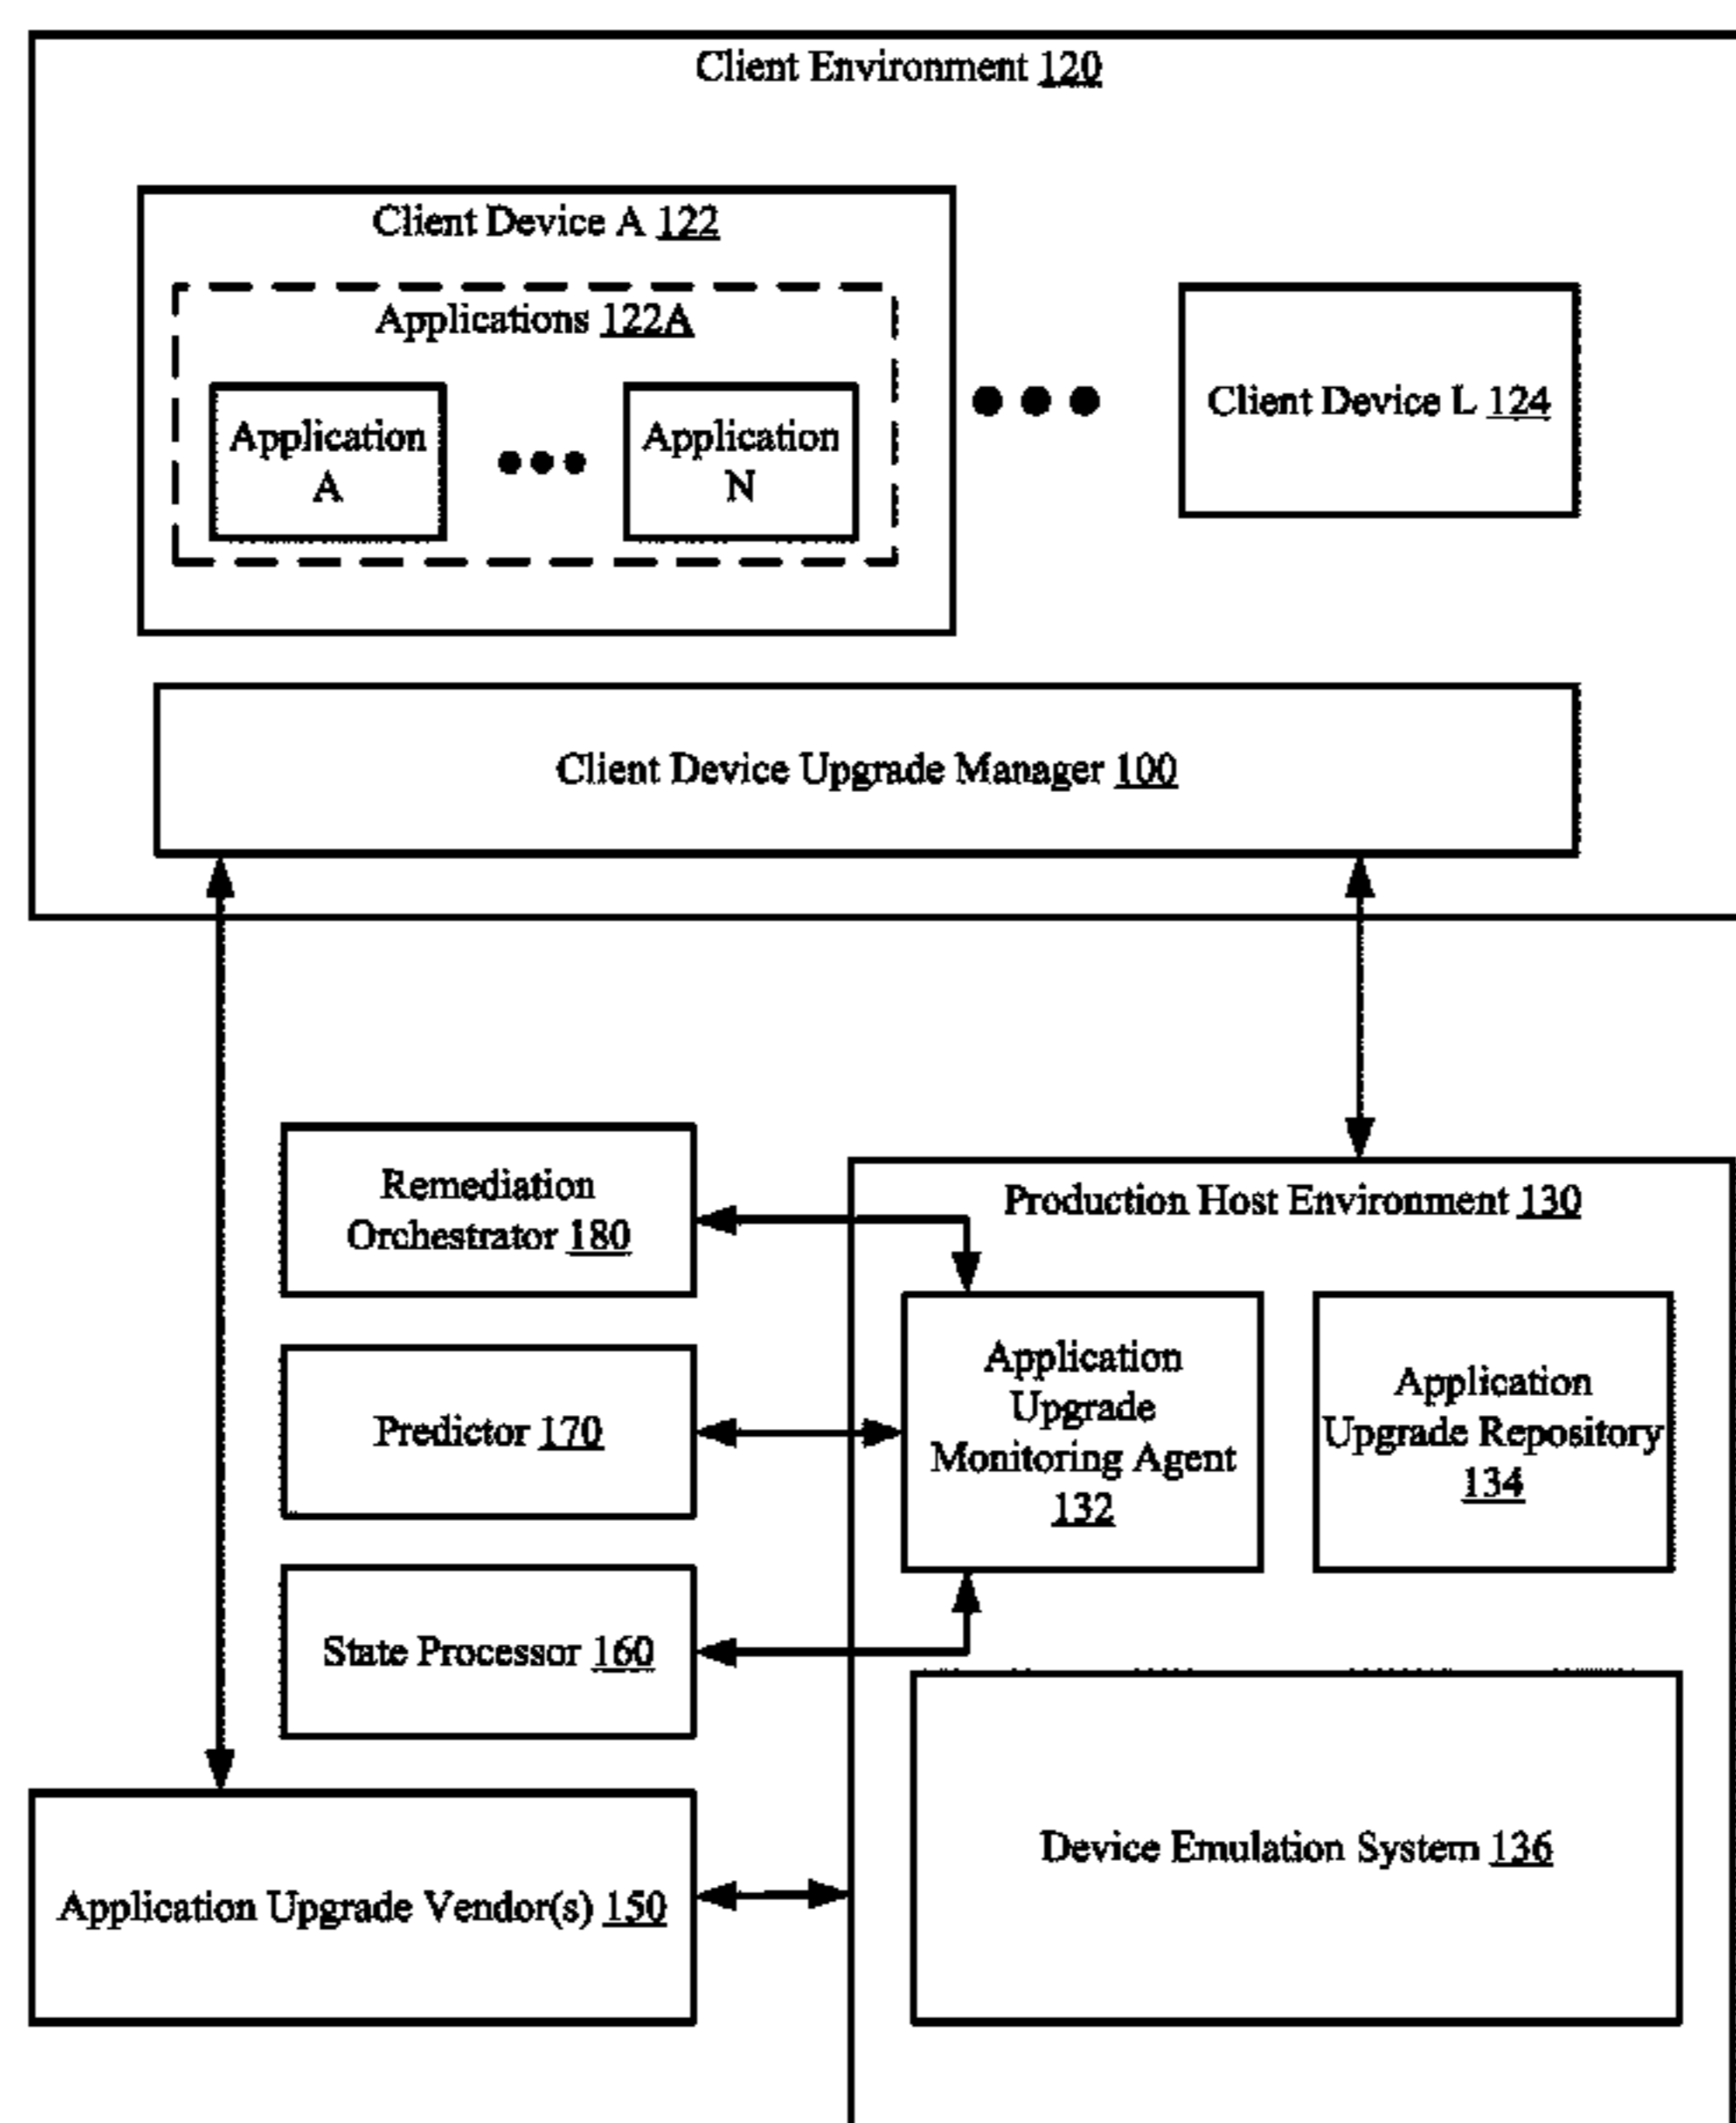 Client Environment 120
Client Device A 122
Applications 122A
Application
A
Application
N
Client Device L 124
Client Device Upgrade Manager 100
Remediation
Orchestrator 180
Production Host Environment 130
Application
Upgrade
Monitoring Agent
132
Application
Upgrade Repository
134
Predictor 170
State Processor 160
Device Emulation System 136
Application Upgrade Vendor(s) 150